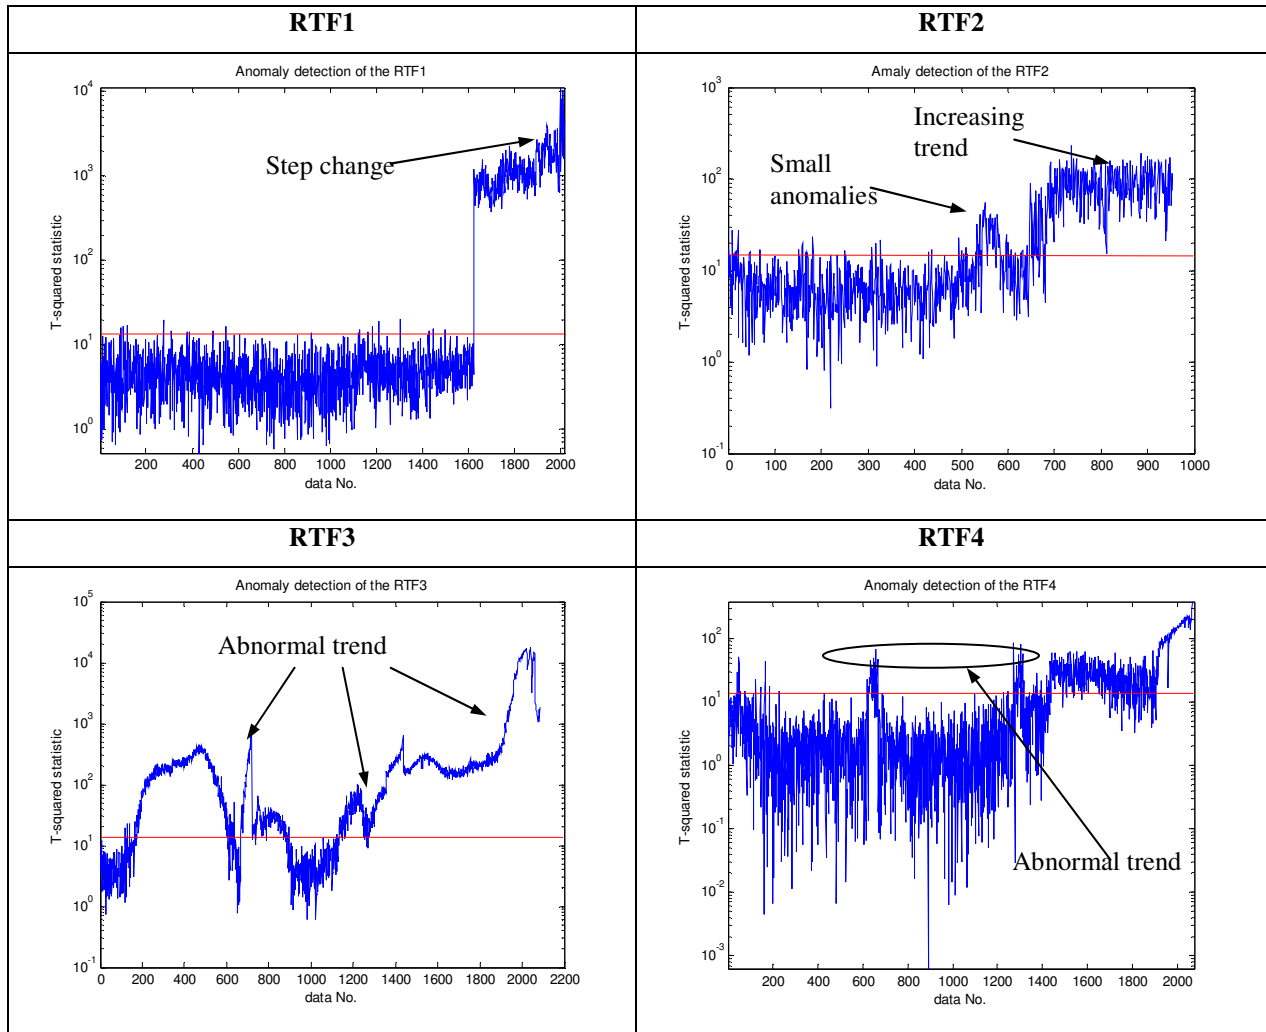 RTF1
RTF2
Anomaly detection of the RTF1
T-squared statistic
10^4
10^3
10^2
10^1
10^0
Step change
200 400 600 800 1000 1200 1400 1600 1800 2000
data No.
Amaly detection of the RTF2
T-squared statistic
10^3
10^2
10^1
10^0
10^-1
Increasing
trend
Small
anomalies
0 100 200 300 400 500 600 700 800 900 1000
data No.
RTF3
RTF4
Anomaly detection of the RTF3
T-squared statistic
10^5
10^4
10^3
10^2
10^1
10^0
10^-1
Abnormal trend
0 200 400 600 800 1000 1200 1400 1600 1800 2000 2200
data No.
Anomaly detection of the RTF4
T-squared statistic
10^2
10^1
10^0
10^-1
10^-2
10^-3
Abnormal trend
200 400 600 800 1000 1200 1400 1600 1800 2000
data No.